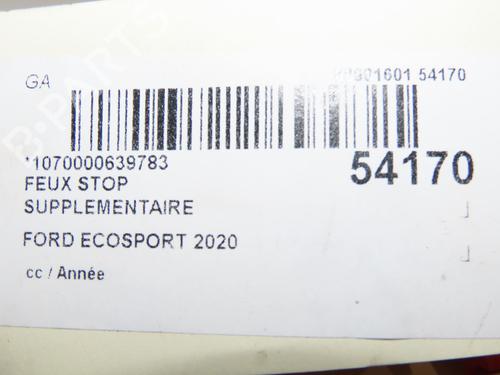 GA
54170
*1070000639783
54170
FEUX STOP
SUPPLEMENTAIRE
FORD ECOSPORT 2020
cc / Année